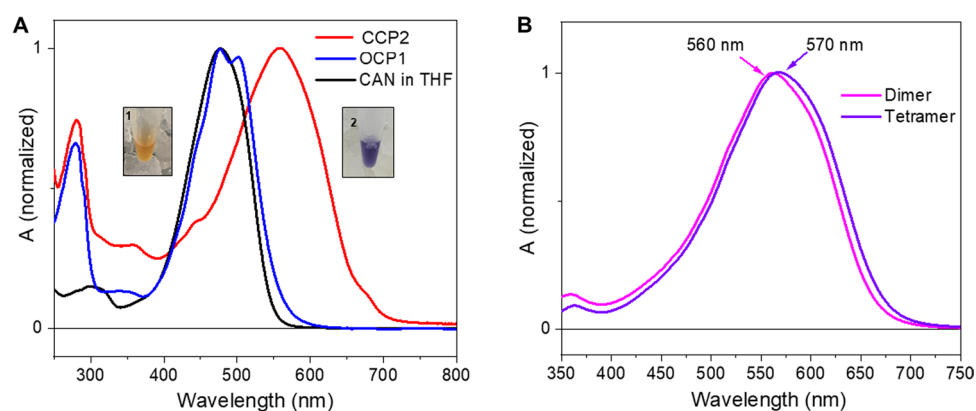 A
A (normalized)
1
0
CCP2
OCP1
CAN in THF
1
2
300 400 500 600 700 800
Wavelength (nm)
B
A (normalized)
1
0
560 nm
570 nm
Dimer
Tetramer
350 400 450 500 550 600 650 700 750
Wavelength (nm)